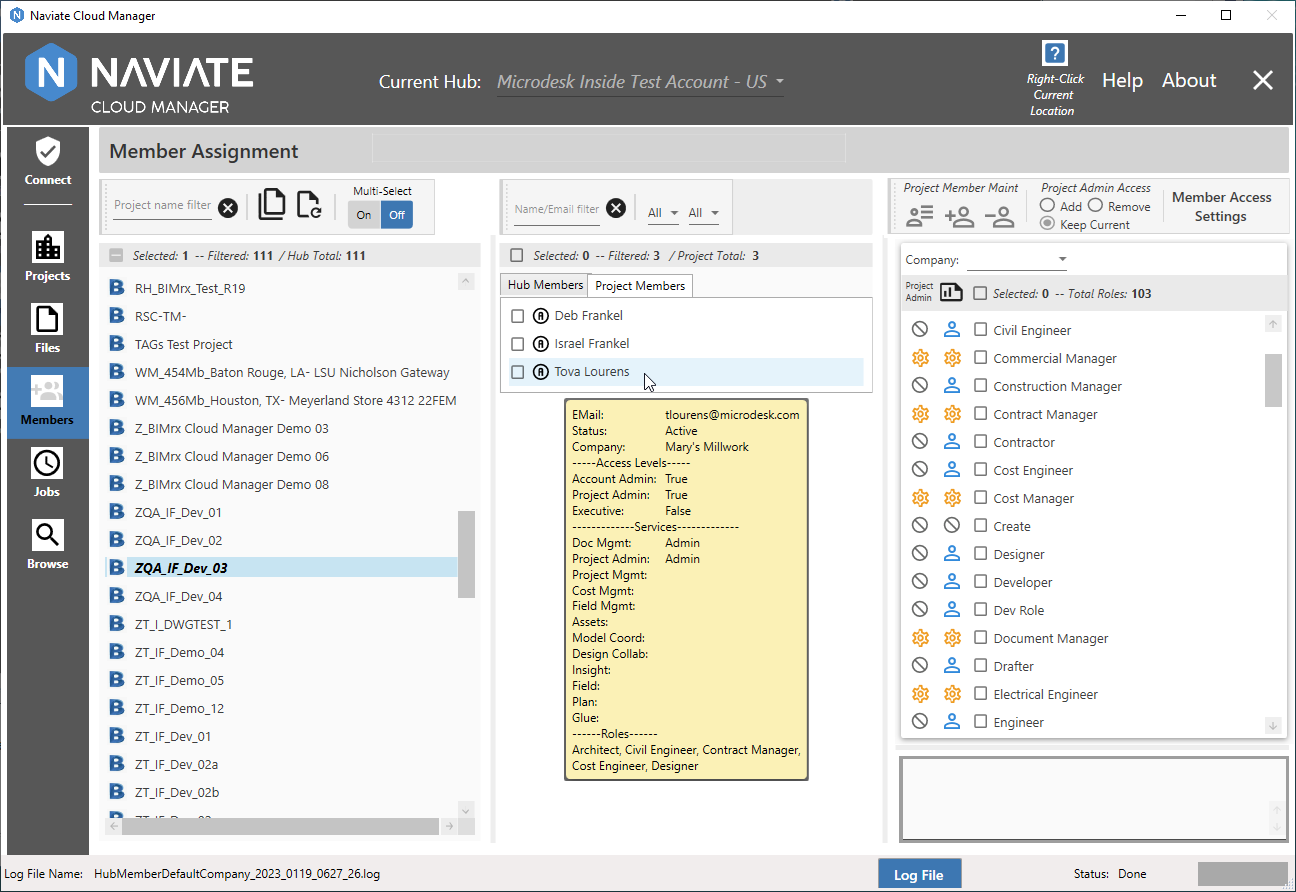 Naviate Cloud Manager
NAVIATE
CLOUD MANAGER
Current Hub: Microdesk Inside Test Account - US
Right-Click
Current
Location
Help About
Connect
Projects
Files
Members
Jobs
Browse
Member Assignment
Project name filter
Multi-Select
On Off
Selected: 1 -- Filtered: 111 / Hub Total: 111
RH_BIMrx_Test_R19
RSC-TM-
TAGs Test Project
WM_454Mb_Baton Rouge, LA- LSU Nicholson Gateway
WM_456Mb_Houston, TX- Meyerland Store 4312 22FEM
Z_BIMrx Cloud Manager Demo 03
Z_BIMrx Cloud Manager Demo 06
Z_BIMrx Cloud Manager Demo 08
ZQA_IF_Dev_01
ZQA_IF_Dev_02
ZQA_IF_Dev_03
ZQA_IF_Dev_04
ZT_I_DWGTEST_1
ZT_IF_Demo_04
ZT_IF_Demo_05
ZT_IF_Demo_12
ZT_IF_Dev_01
ZT_IF_Dev_02a
ZT_IF_Dev_02b
Name/Email filter
All All
Selected: 0 -- Filtered: 3 / Project Total: 3
Hub Members Project Members
Deb Frankel
Israel Frankel
Tova Lourens
EMail: tlourens@microdesk.com
Status: Active
Company: Mary's Millwork
-----Access Levels-----
Account Admin: True
Project Admin: True
Executive: False
-------------Services-------------
Doc Mgmt: Admin
Project Admin: Admin
Project Mgmt:
Cost Mgmt:
Field Mgmt:
Assets:
Model Coord:
Design Collab:
Insight:
Field:
Plan:
Glue:
------Roles------
Architect, Civil Engineer, Contract Manager,
Cost Engineer, Designer
Project Member Maint
Project Admin Access
Add Remove
Keep Current
Member Access
Settings
Company:
Project
Admin
Selected: 0 -- Total Roles: 103
Civil Engineer
Commercial Manager
Construction Manager
Contract Manager
Contractor
Cost Engineer
Cost Manager
Create
Designer
Developer
Dev Role
Document Manager
Drafter
Electrical Engineer
Engineer
Log File Name: HubMemberDefaultCompany_2023_0119_0627_26.log
Log File
Status: Done